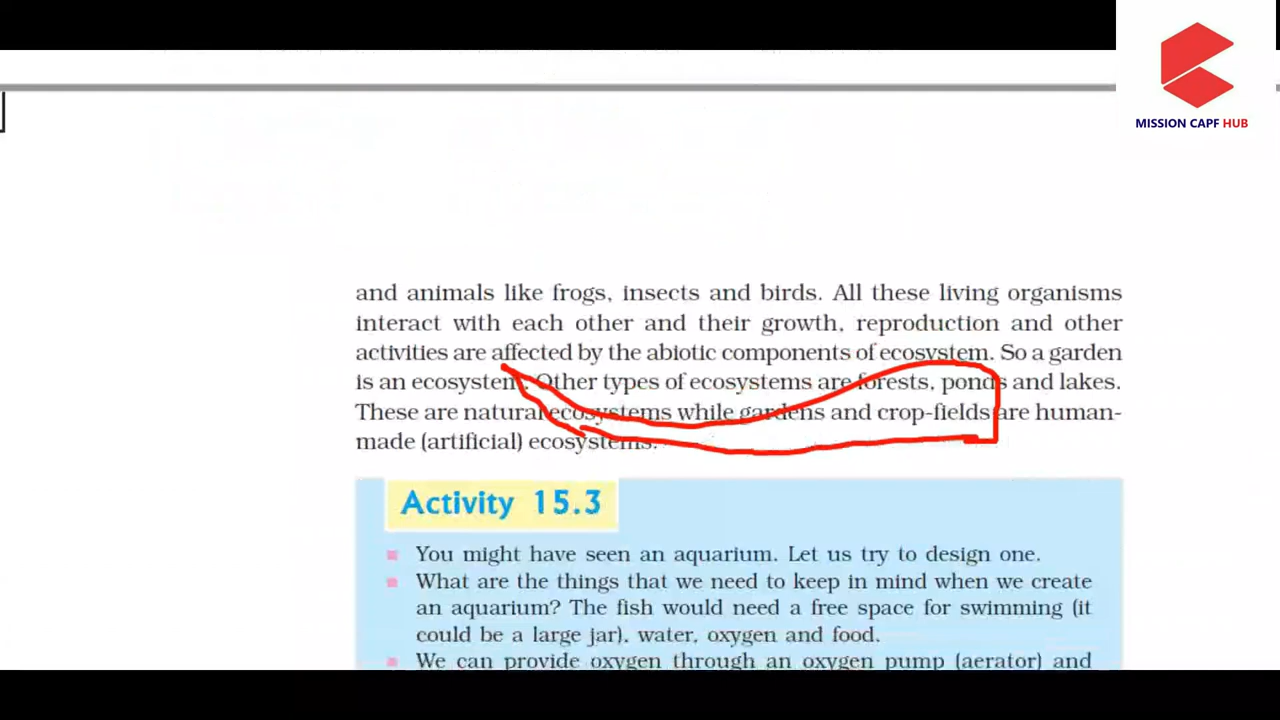 MISSION CAPF HUB
and animals like frogs, insects and birds. All these living organisms
interact with each other and their growth, reproduction and other
activities are affected by the abiotic components of ecosystem. So a garden
is an ecosystem. Other types of ecosystems are forests, ponds and lakes.
These are natural ecosystems while gardens and crop-fields are human-
made (artificial) ecosystems.
Activity 15.3
You might have seen an aquarium. Let us try to design one.
What are the things that we need to keep in mind when we create
an aquarium? The fish would need a free space for swimming (it
could be a large jar), water, oxygen and food.
We can provide oxygen through an oxygen pump (aerator) and